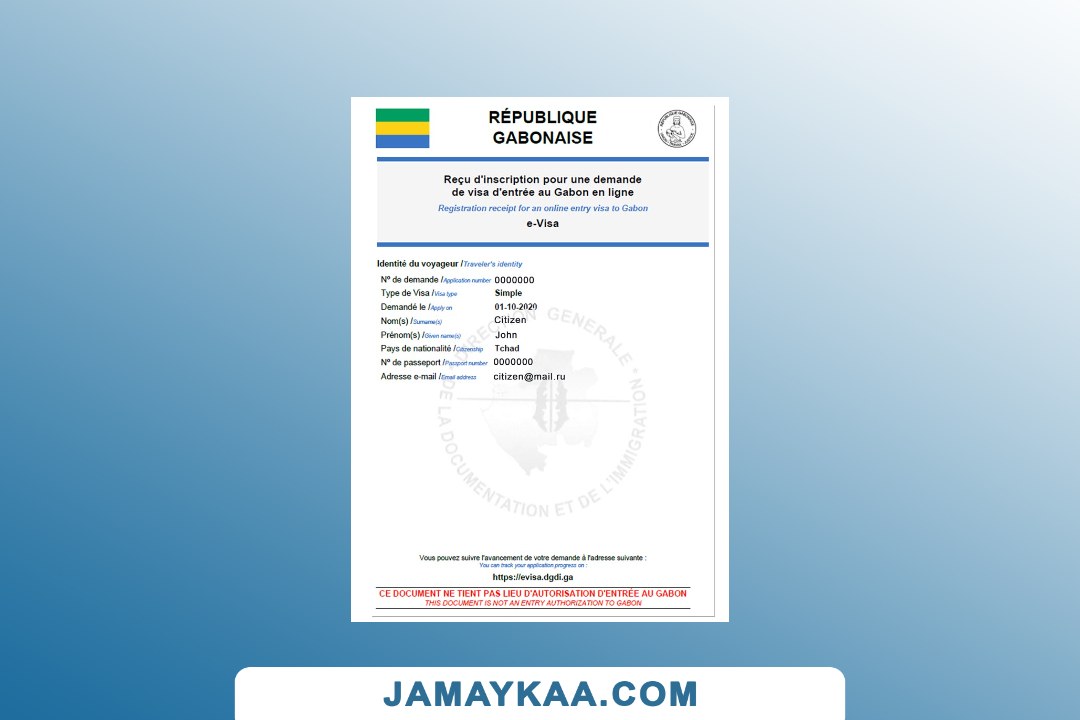 RÉPUBLIQUE
GABONAISE
Reçu d'inscription pour une demande
de visa d'entrée au Gabon en ligne
Registration receipt for an online entry visa to Gabon
e-Visa
Identité du voyageur /Traveler's identity
Nº de demande /Application number 0000000
Type de Visa /Visa type Simple
Demandé le /Apply on 01-10-2020
Nom(s) /Surname(s) Citizen
Prénom(s) /Given name(s) John
Pays de nationalité /Citizenship Tchad
Nº de passeport /Passport number 0000000
Adresse e-mail /Email address citizen@mail.ru
DIRECTION GENERALE * DE LA DOCUMENTATION ET DE L'IMMIGRATION
Vous pouvez suivre l'avancement de votre demande à l'adresse suivante :
You can track your application progress on :
https://evisa.dgdi.ga
CE DOCUMENT NE TIENT PAS LIEU D'AUTORISATION D'ENTRÉE AU GABON
THIS DOCUMENT IS NOT AN ENTRY AUTHORIZATION TO GABON
JAMAYKAA.COM